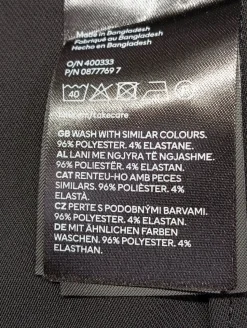 Made in Bangladesh
Fabriqué au Bangladesh
Hecho en Bangladesh
O/N 400333
P/N 0877769 7
40
hm.com/takecare
GB WASH WITH SIMILAR COLOURS.
96% POLYESTER. 4% ELASTANE.
AL LANI ME NGJYRA TË NGJASHME.
96% POLIESTËR. 4% ELASTAN.
CAT RENTEU-HO AMB PECES
SIMILARS. 96% POLIÈSTER. 4%
ELASTÀ.
CZ PERTE S PODOBNÝMI BARVAMI.
96% POLYESTER. 4% ELASTAN.
DE MIT ÄHNLICHEN FARBEN
WASCHEN. 96% POLYESTER. 4%
ELASTHAN.